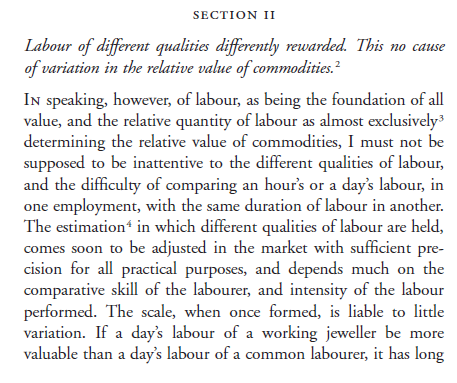 SECTION II
Labour of different qualities differently rewarded. This no cause
of variation in the relative value of commodities.²
In speaking, however, of labour, as being the foundation of all
value, and the relative quantity of labour as almost exclusively³
determining the relative value of commodities, I must not be
supposed to be inattentive to the different qualities of labour,
and the difficulty of comparing an hour's or a day's labour, in
one employment, with the same duration of labour in another.
The estimation⁴ in which different qualities of labour are held,
comes soon to be adjusted in the market with sufficient pre-
cision for all practical purposes, and depends much on the
comparative skill of the labourer, and intensity of the labour
performed. The scale, when once formed, is liable to little
variation. If a day's labour of a working jeweller be more
valuable than a day's labour of a common labourer, it has long